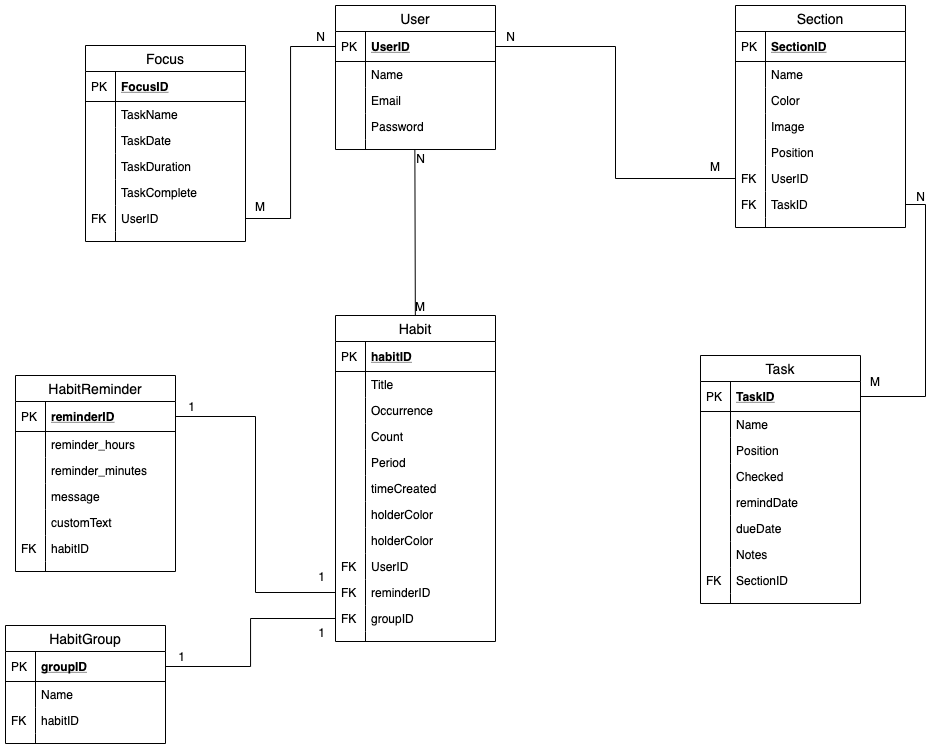 User
PK UserID
Name
Email
Password
N
N
N
Section
PK SectionID
Name
Color
Image
Position
FK UserID
FK TaskID
M
N
Focus
PK FocusID
TaskName
TaskDate
TaskDuration
TaskComplete
FK UserID
M
M
Habit
PK habitID
Title
Occurrence
Count
Period
timeCreated
holderColor
holderColor
FK UserID
FK reminderID
FK groupID
1
1
Task
PK TaskID
Name
Position
Checked
remindDate
dueDate
Notes
FK SectionID
M
HabitReminder
PK reminderID
reminder_hours
reminder_minutes
message
customText
FK habitID
1
HabitGroup
PK groupID
Name
FK habitID
1